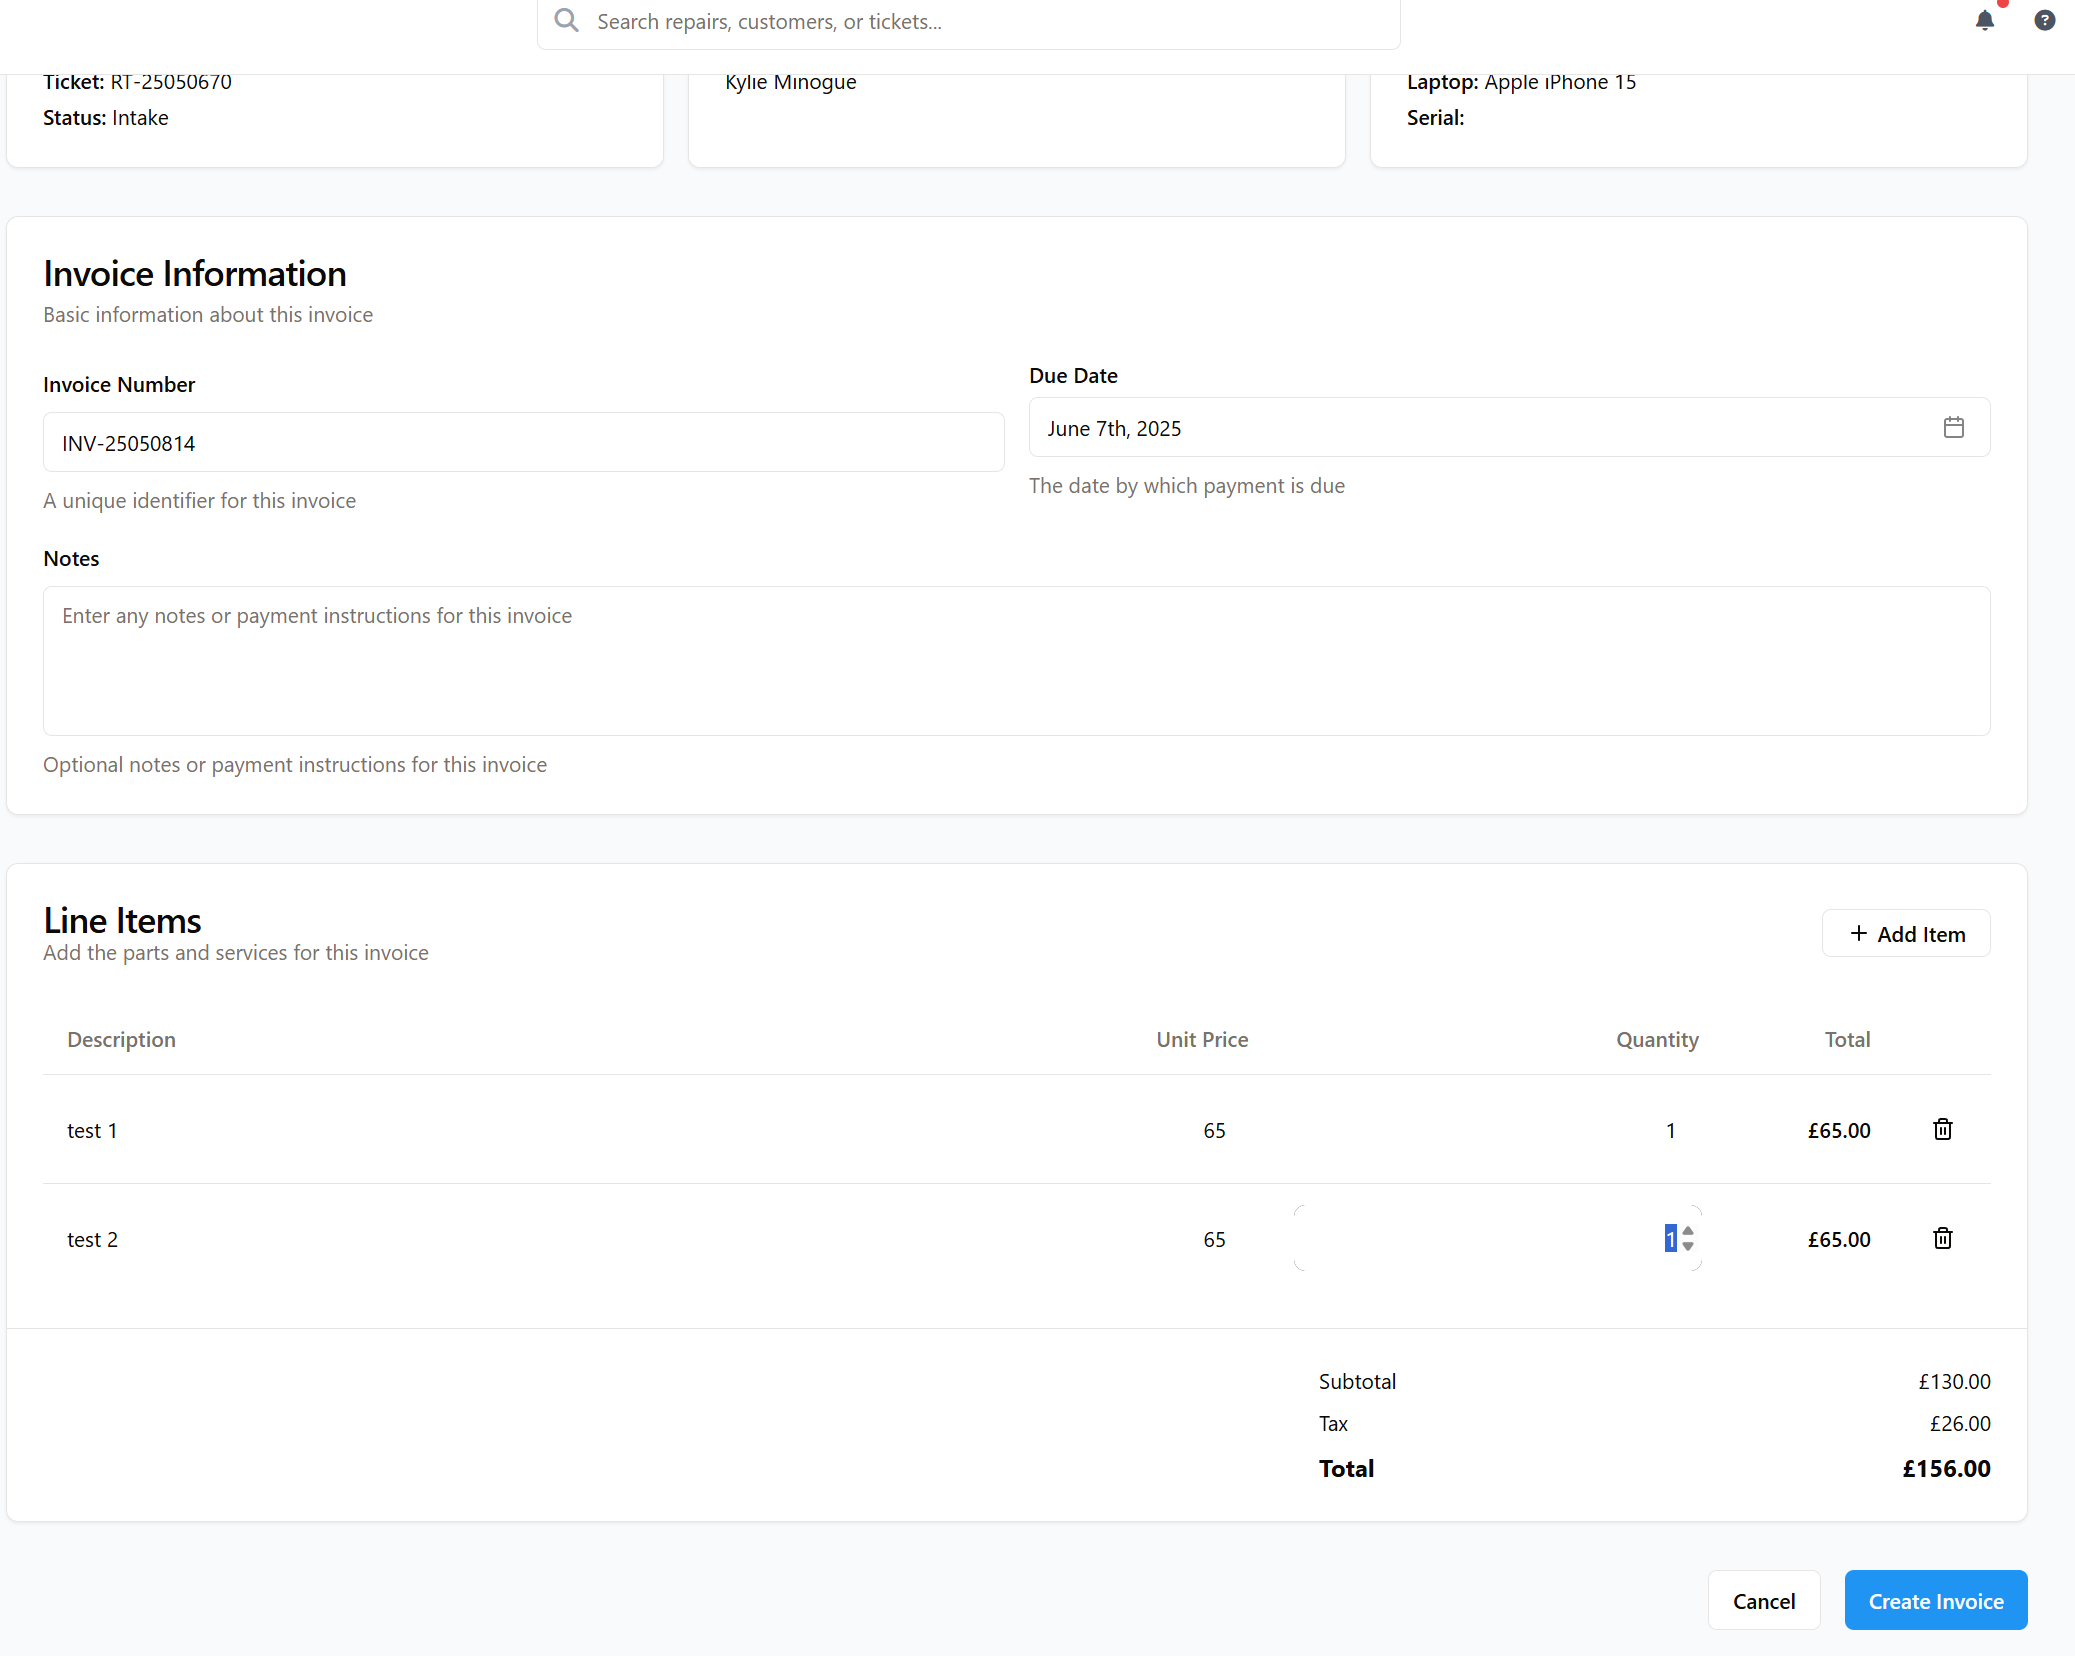 Search repairs, customers, or tickets...
Ticket: RT-25050670
Status: Intake
Kylie Minogue
Laptop: Apple iPhone 15
Serial:
Invoice Information
Basic information about this invoice
Invoice Number
INV-25050814
A unique identifier for this invoice
Due Date
June 7th, 2025
The date by which payment is due
Notes
Enter any notes or payment instructions for this invoice
Optional notes or payment instructions for this invoice
Line Items
Add the parts and services for this invoice
+ Add Item
Description Unit Price Quantity Total
test 1 65 1 £65.00
test 2 65 1 £65.00
Subtotal £130.00
Tax £26.00
Total £156.00
Cancel Create Invoice